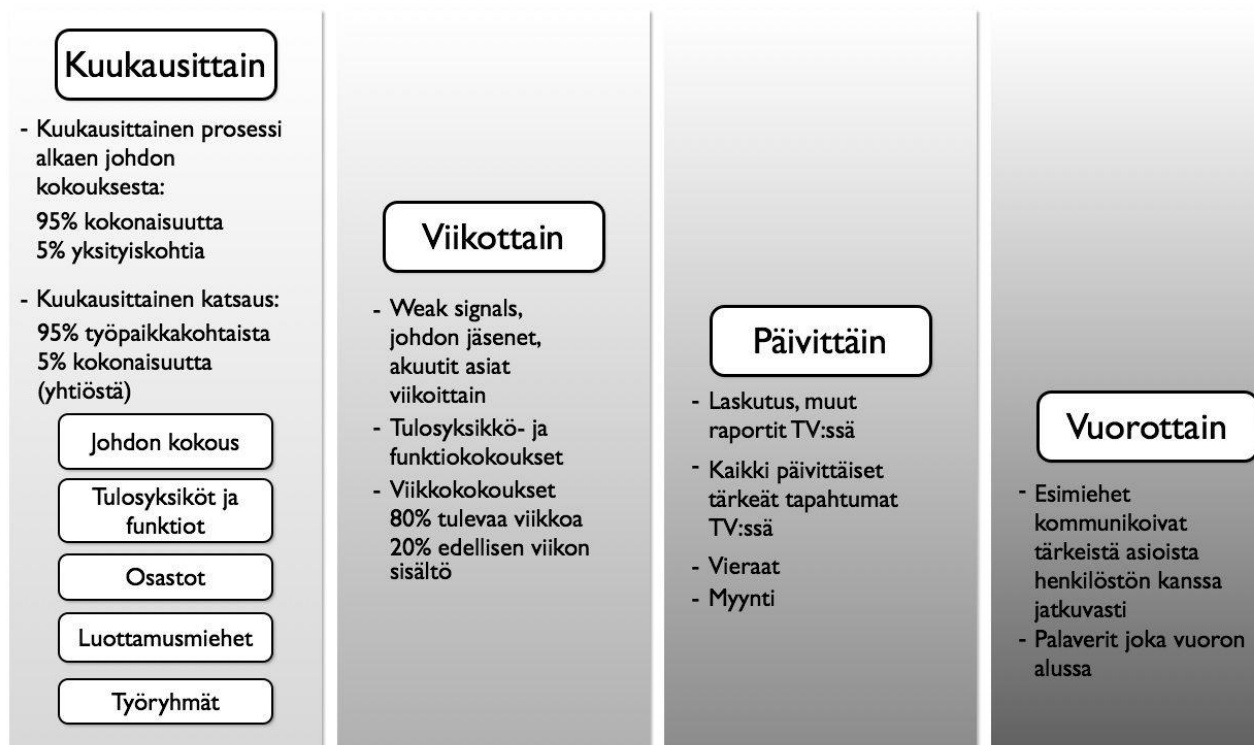 Kuukausittain
- Kuukausittainen prosessi
alkaen johdon
kokouksesta:
95% kokonaisuutta
5% yksityiskohtia
- Kuukausittainen katsaus:
95% työpaikkakohtaista
5% kokonaisuutta
(yhtiöstä)
Johdon kokous
Tulosyksiköt ja
funktiot
Osastot
Luottamusmiehet
Työryhmät
Viikottain
- Weak signals,
johdon jäsenet,
akuutit asiat
viikoittain
- Tulosyksikkö- ja
funktiokokoukset
- Viikkokokoukset
80% tulevaa viikkoa
20% edellisen viikon
sisältö
Päivittäin
- Laskutus, muut
raportit TV:ssä
- Kaikki päivittäiset
tärkeät tapahtumat
TV:ssä
- Vieraat
- Myynti
Vuorottain
- Esimiehet
kommunikoivat
tärkeistä asioista
henkilöstön kanssa
jatkuvasti
- Palaverit joka vuoron
alussa